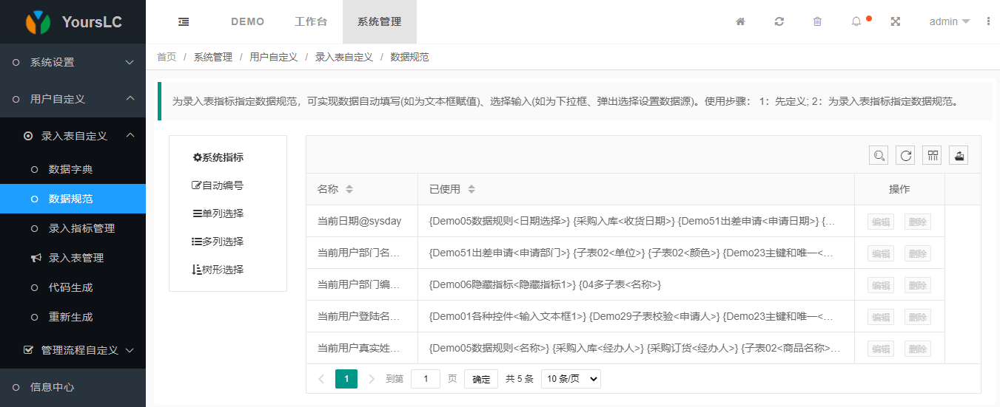 YoursLC
DEMO
工作台
系统管理
admin
系统设置
用户自定义
录入表自定义
数据字典
数据规范
录入指标管理
录入表管理
代码生成
重新生成
管理流程自定义
信息中心
首页 / 系统管理 / 用户自定义 / 录入表自定义 / 数据规范
为录入表指标指定数据规范，可实现数据自动填写(如为文本框赋值)、选择输入(如为下拉框、弹出选择设置数据源)。使用步骤： 1：先定义; 2：为录入表指标指定数据规范。
系统指标
自动编号
单列选择
多列选择
树形选择
名称 已使用 操作
当前日期@sysday {Demo05数据规则<日期选择>} {采购入库<收货日期>} {Demo51出差申请<申请日期>} {… 编辑 删除
当前用户部门名… {Demo51出差申请<申请部门>} {子表02<单位>} {子表02<颜色>} {Demo23主键和唯一<… 编辑 删除
当前用户部门编… {Demo06隐藏指标<隐藏指标1>} {04多子表<名称>} 编辑 删除
当前用户登陆名… {Demo01各种控件<输入文本框1>} {Demo29子表校验<申请人>} {Demo23主键和唯一<… 编辑 删除
当前用户真实姓… {Demo05数据规则<名称>} {采购入库<经办人>} {采购订货<经办人>} {子表02<商品名称>… 编辑 删除
1 到第 1 页 确定 共 5 条 10 条/页